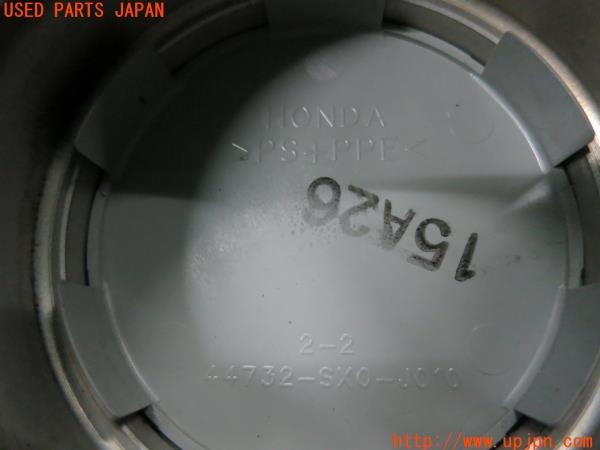 USED PARTS JAPAN
HONDA
>PS+PPE<
15A26
2-2
44732-SX0-J010
http://www.upjpn.com/